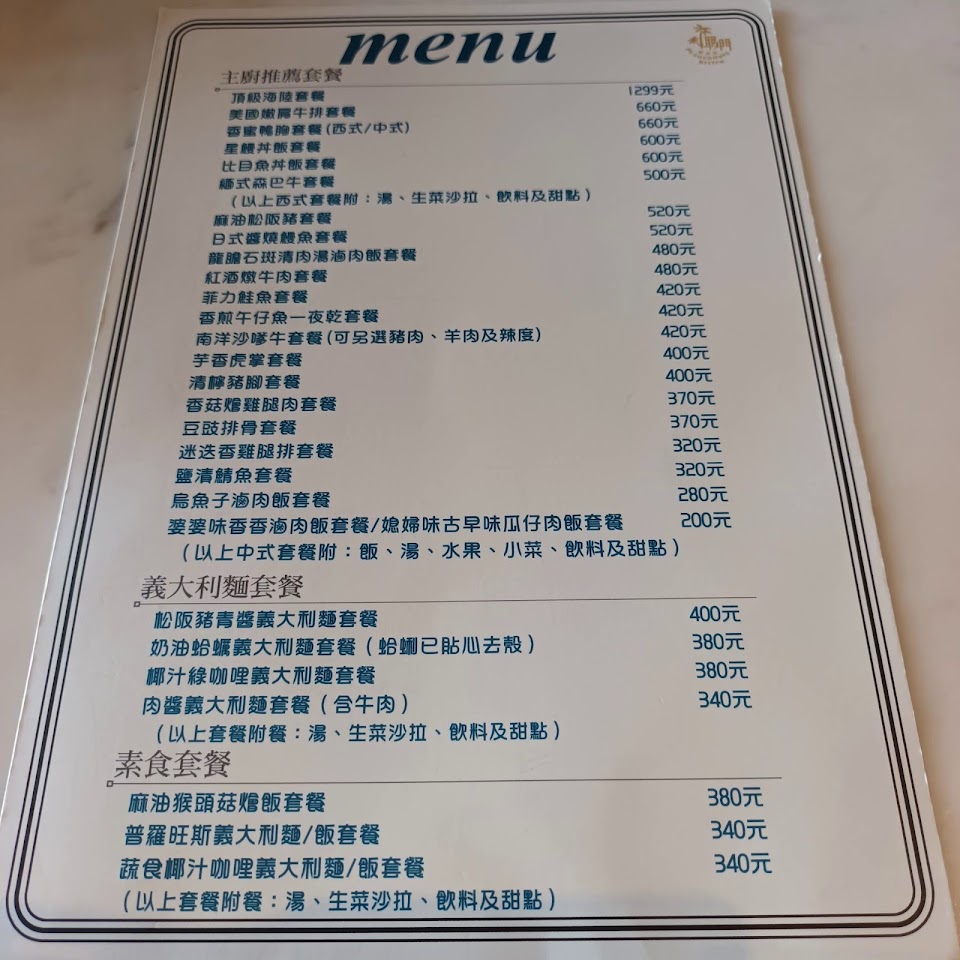 menu
主廚推薦套餐
頂級海陸套餐 1299元
美國嫩肩牛排套餐 660元
香蜜鴨胸套餐(西式/中式) 660元
星鰻丼飯套餐 600元
比目魚丼飯套餐 600元
緬式森巴牛套餐 500元
(以上西式套餐附：湯、生菜沙拉、飲料及甜點)
麻油松阪豬套餐 520元
日式醬燒鰻魚套餐 520元
龍膽石斑清肉湯滷肉飯套餐 480元
紅酒燉牛肉套餐 480元
菲力鮭魚套餐 420元
香煎午仔魚一夜乾套餐 420元
南洋沙嗲牛套餐(可另選豬肉、羊肉及辣度) 420元
芋香虎掌套餐 400元
清檸豬腳套餐 400元
香菇燴雞腿肉套餐 370元
豆豉排骨套餐 370元
迷迭香雞腿排套餐 320元
鹽漬鯖魚套餐 320元
烏魚子滷肉飯套餐 280元
婆婆味香香滷肉飯套餐/媳婦味古早味瓜仔肉飯套餐 200元
(以上中式套餐附：飯、湯、水果、小菜、飲料及甜點)
義大利麵套餐
松阪豬青醬義大利麵套餐 400元
奶油蛤蠣義大利麵套餐(蛤蜊已貼心去殼) 380元
椰汁綠咖哩義大利麵套餐 380元
肉醬義大利麵套餐(含牛肉) 340元
(以上套餐附餐：湯、生菜沙拉、飲料及甜點)
素食套餐
麻油猴頭菇燴飯套餐 380元
普羅旺斯義大利麵/飯套餐 340元
蔬食椰汁咖哩義大利麵/飯套餐 340元
(以上套餐附餐：湯、生菜沙拉、飲料及甜點)